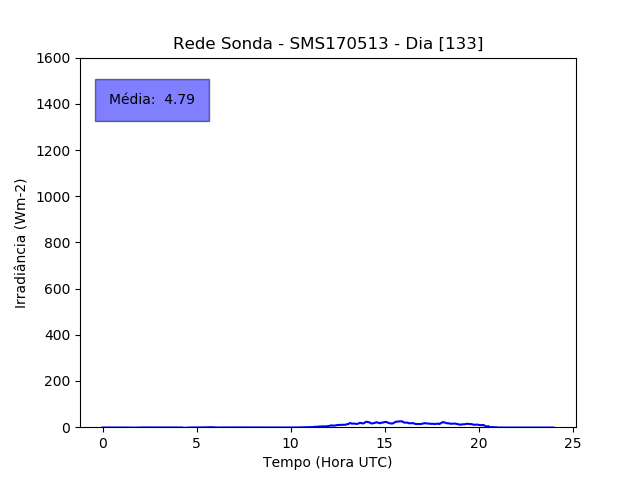 Rede Sonda - SMS170513 - Dia [133]
1600
1400
1200
1000
800
600
400
200
0
Média:  4.79
Irradiância (Wm-2)
0 5 10 15 20 25
Tempo (Hora UTC)